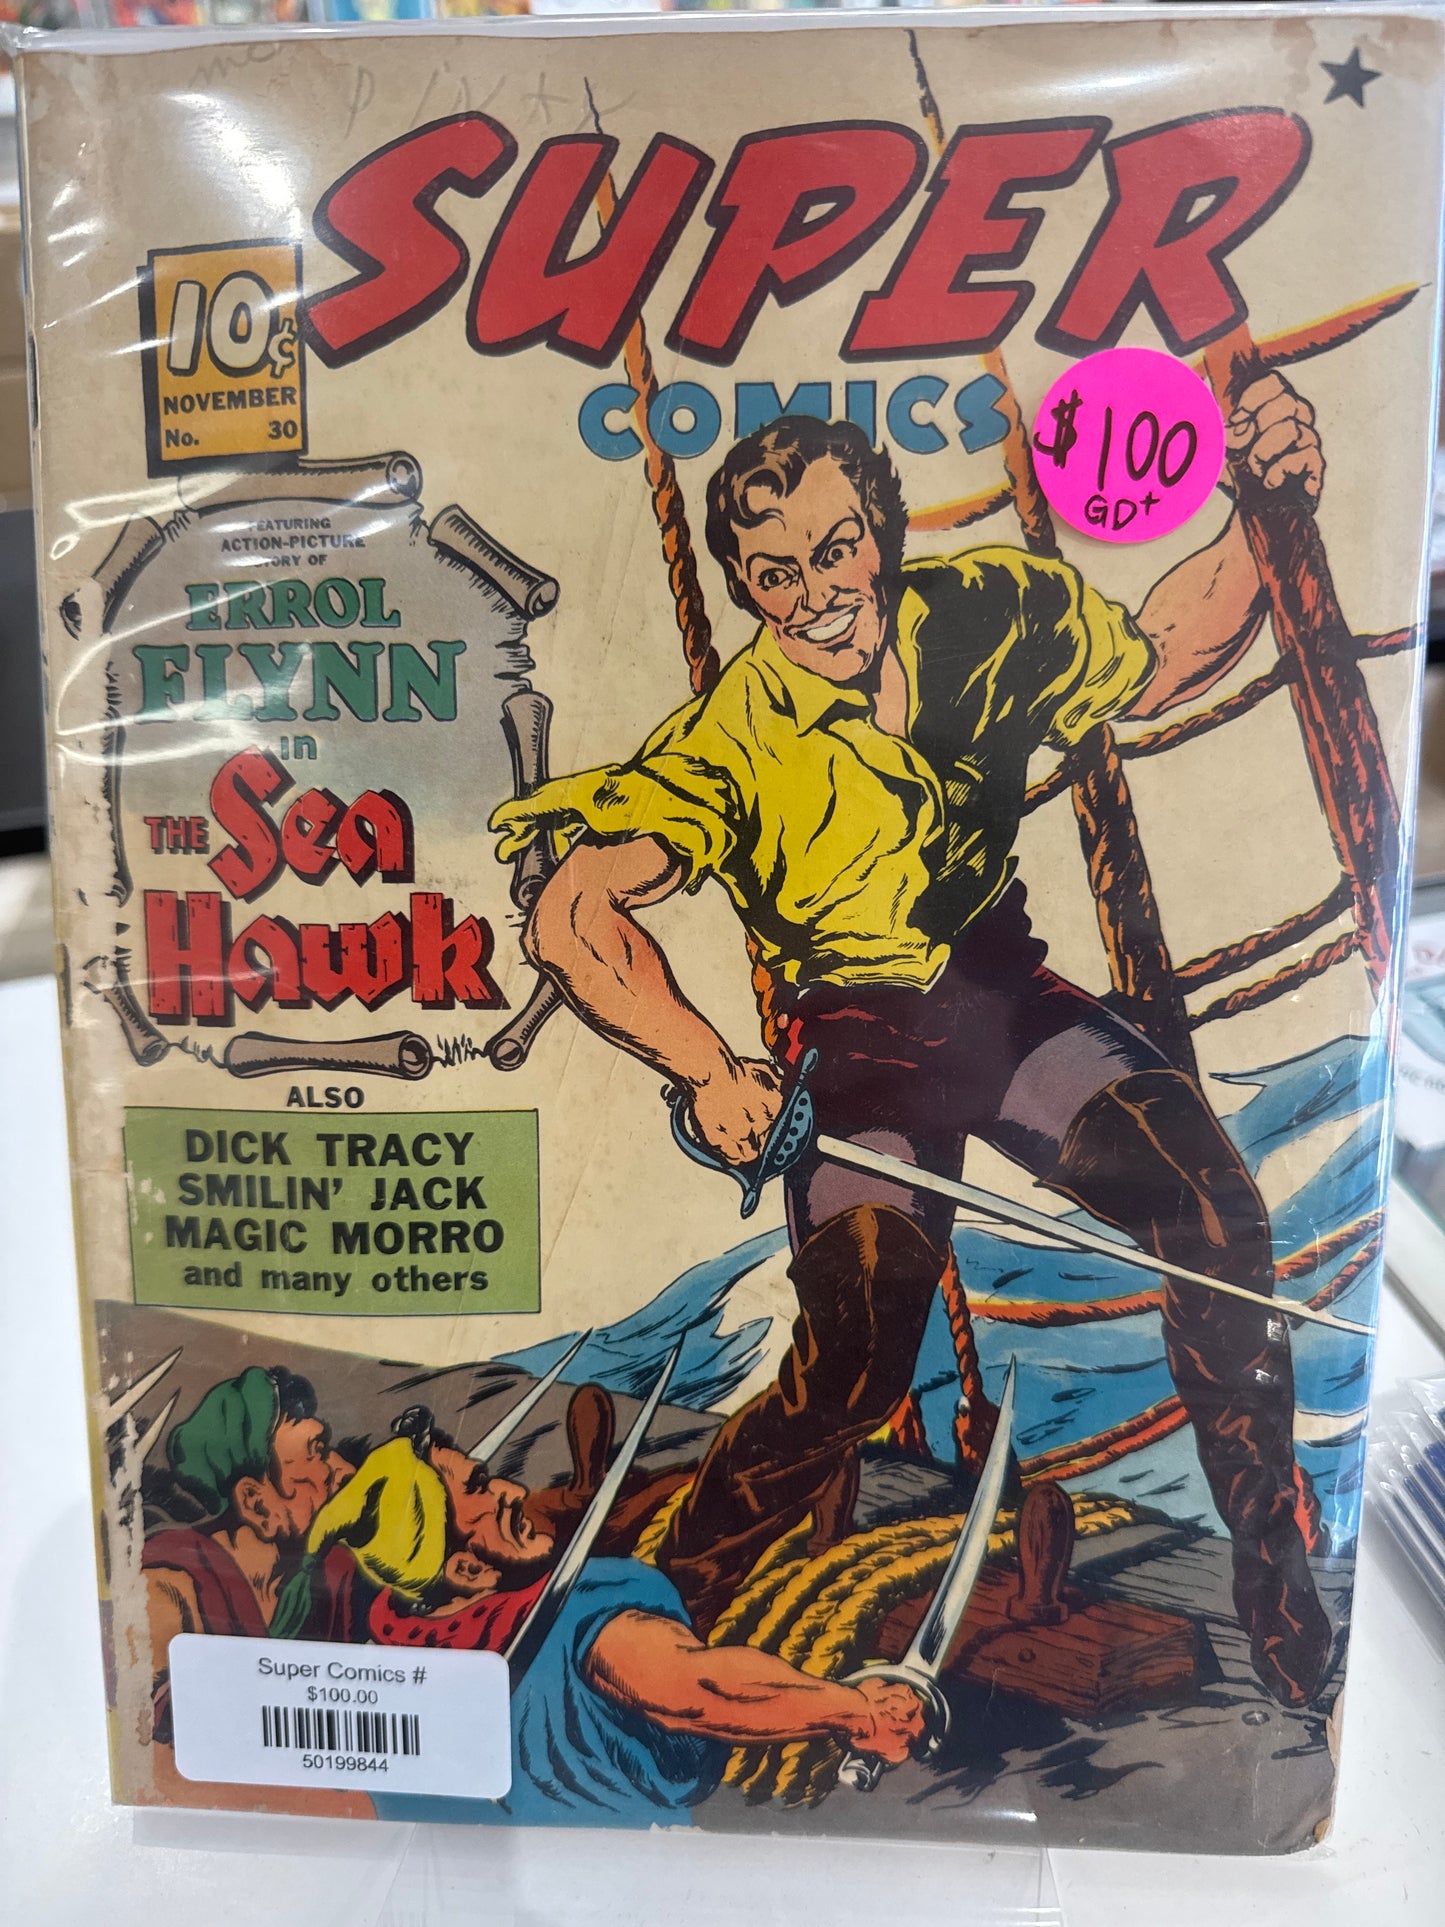 SUPER
COMICS
10¢
NOVEMBER
No. 30
$100
GD+
FEATURING
ACTION-PICTURE
OF
ERROL
FLYNN
in
THE Sea
Hawk
ALSO
DICK TRACY
SMILIN' JACK
MAGIC MORRO
and many others
Super Comics #
$100.00
50199844